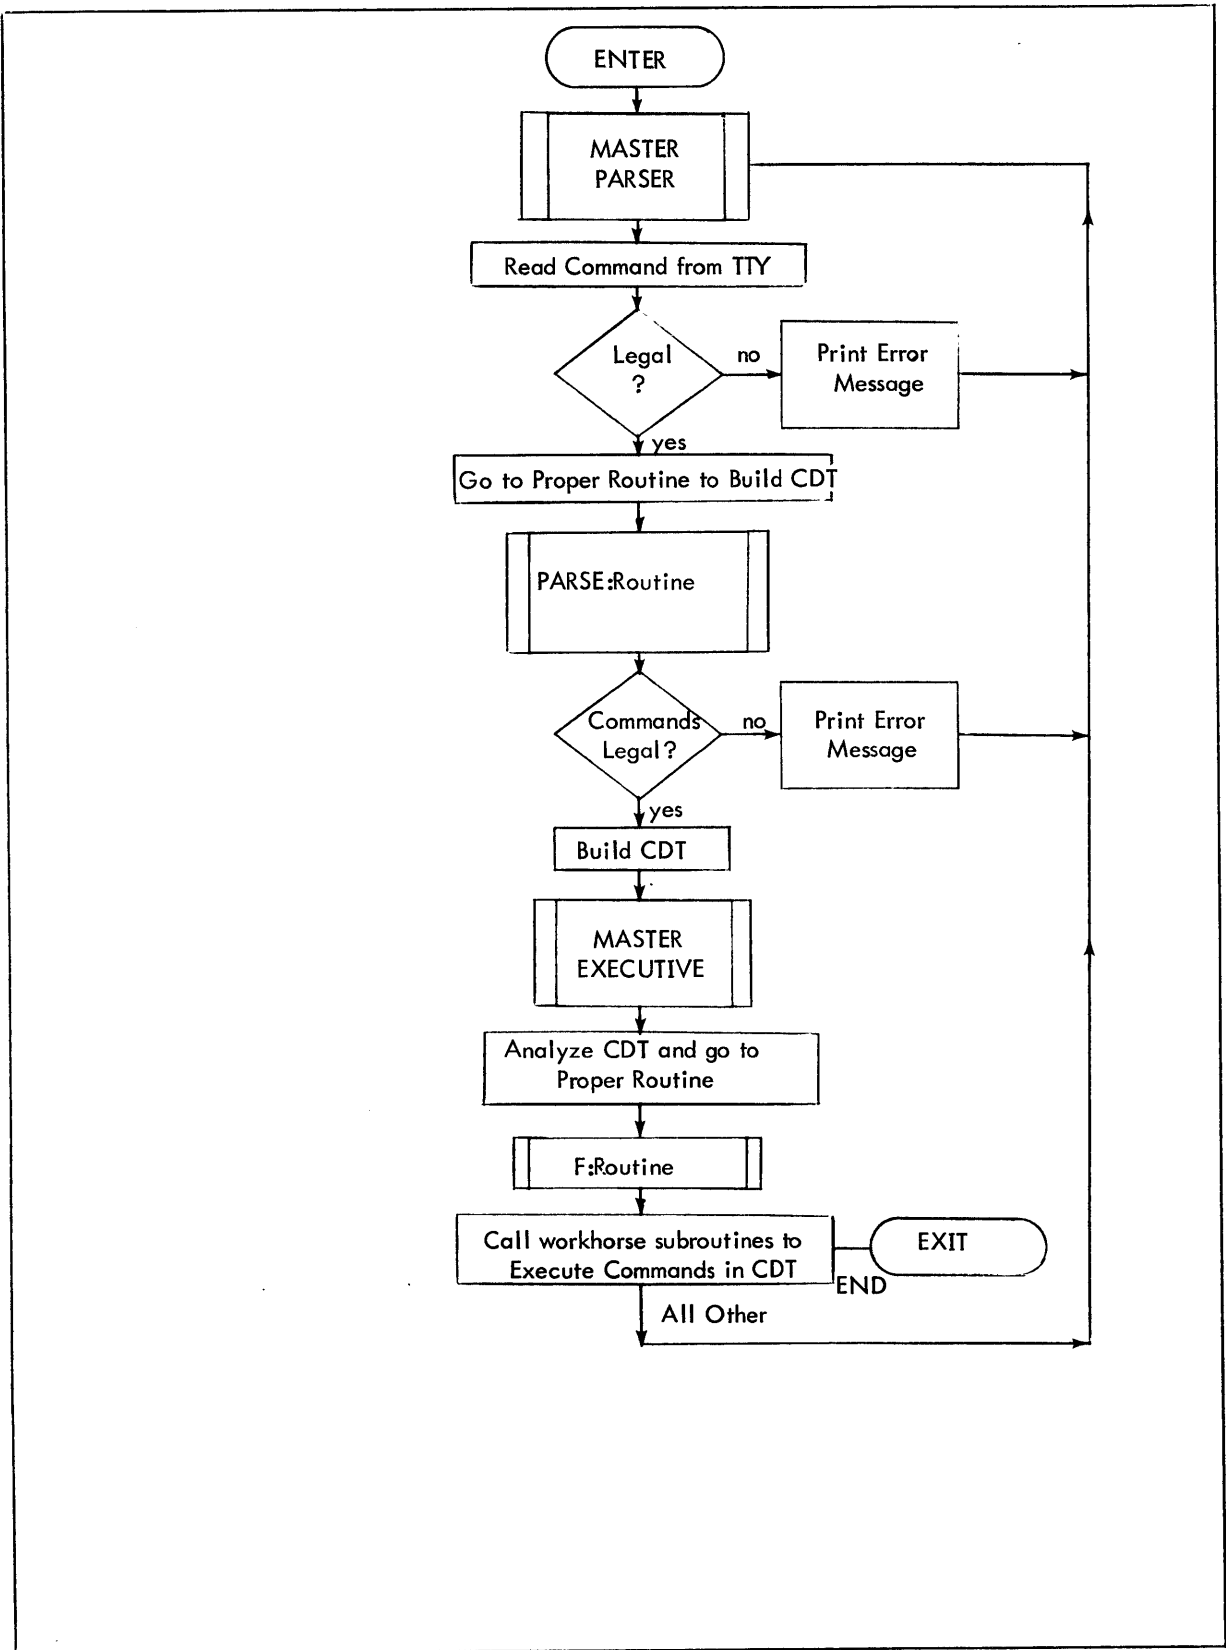 ENTER
MASTER
PARSER
Read Command from TTY
Legal
?
no
Print Error
Message
yes
Go to Proper Routine to Build CDT
PARSE:Routine
Commands
Legal?
no
Print Error
Message
yes
Build CDT
MASTER
EXECUTIVE
Analyze CDT and go to
Proper Routine
F:Routine
Call workhorse subroutines to
Execute Commands in CDT
EXIT
END
All Other